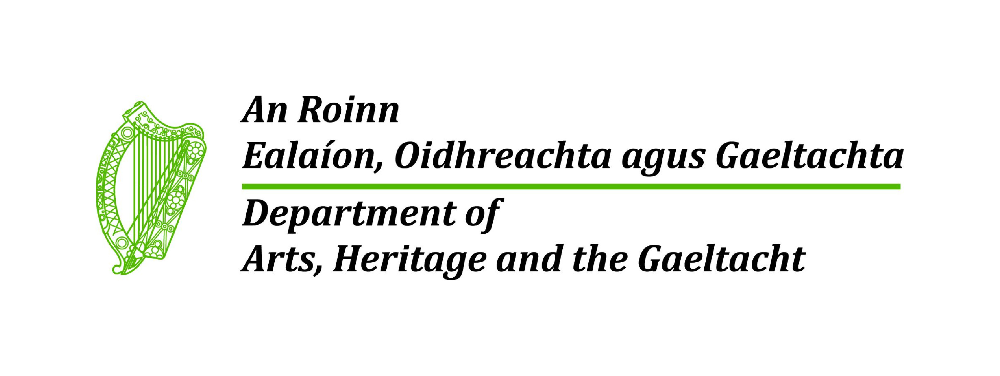 An Roinn
Ealaíon, Oidhreachta agus Gaeltachta
Department of
Arts, Heritage and the Gaeltacht